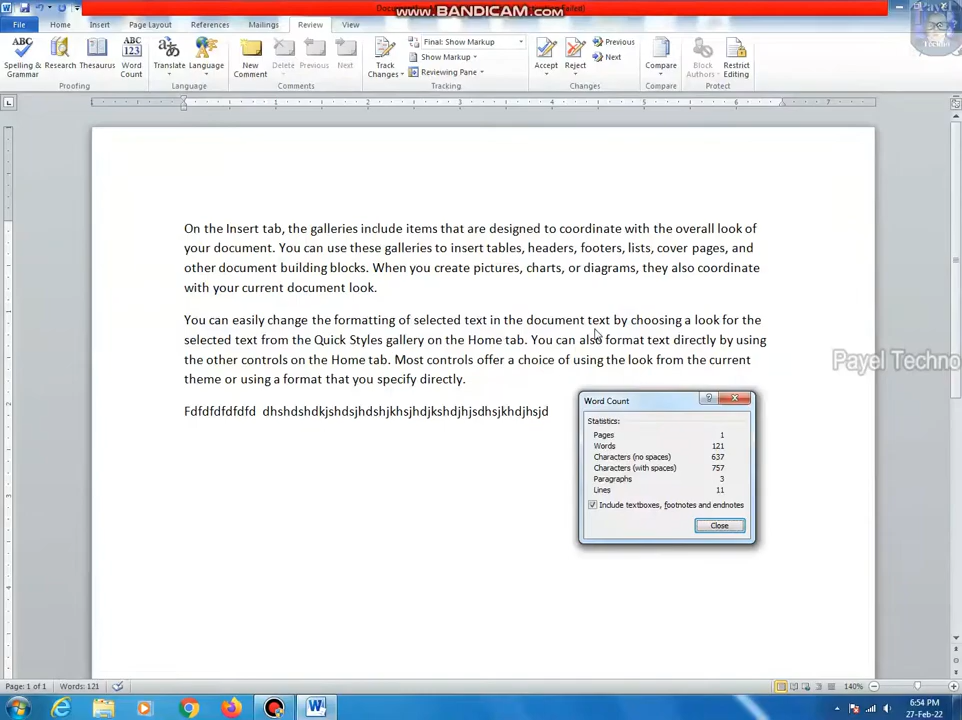 www.BANDICAM.com
File Home Insert Page Layout References Mailings Review View
Spelling & Grammar Research Thesaurus Word Count Translate Language New Comment Delete Previous Next Track Changes Final: Show Markup Show Markup Reviewing Pane Accept Reject Previous Next Compare Block Authors Restrict Editing
Proofing Language Comments Tracking Changes Compare Protect
On the Insert tab, the galleries include items that are designed to coordinate with the overall look of
your document. You can use these galleries to insert tables, headers, footers, lists, cover pages, and
other document building blocks. When you create pictures, charts, or diagrams, they also coordinate
with your current document look.
You can easily change the formatting of selected text in the document text by choosing a look for the
selected text from the Quick Styles gallery on the Home tab. You can also format text directly by using
the other controls on the Home tab. Most controls offer a choice of using the look from the current
theme or using a format that you specify directly.
Payel Techno
Fdfdfdfdfdfd dhshdshdkjshdsjhdshjkhsjhdjkshdjhjsdhsjkhdjhsjd
Word Count
Statistics:
Pages 1
Words 121
Characters (no spaces) 637
Characters (with spaces) 757
Paragraphs 3
Lines 11
Include textboxes, footnotes and endnotes
Close
Page: 1 of 1 Words: 121 140%
6:54 PM
27-Feb-22